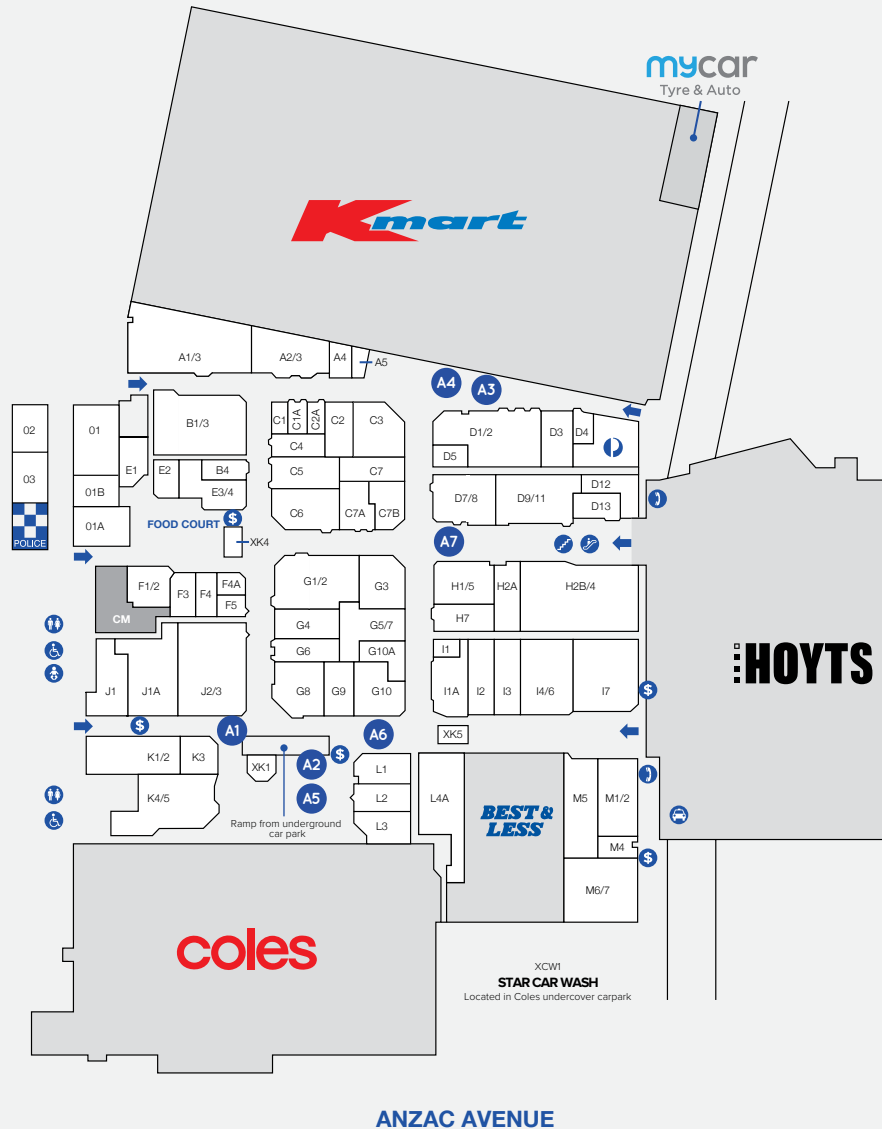 mycar
Tyre & Auto
Kmart
A1/3
A2/3
A4
A5
A4
A3
02
03
POLICE
01
01B
01A
E1
B1/3
E2
B4
E3/4
FOOD COURT
$
XK4
C1
C1A
C2A
C2
C3
C4
C5
C7
C6
C7A
C7B
D1/2
D5
D3
D4
D7/8
D9/11
D12
D13
A7
CM
F1/2
F3
F4
F4A
F5
G1/2
G3
G4
G5/7
G6
G10A
G8
G9
G10
H1/5
H7
H2A
H2B/4
I1
I1A
I2
I3
I4/6
I7
$
HOYTS
J1
J1A
J2/3
$
A1
A6
XK5
K1/2
K3
K4/5
XK1
A2
$
A5
Ramp from underground
car park
L1
L2
L3
L4A
BEST &
LESS
M5
M1/2
M4
$
M6/7
coles
XCW1
STAR CAR WASH
Located in Coles undercover carpark
ANZAC AVENUE